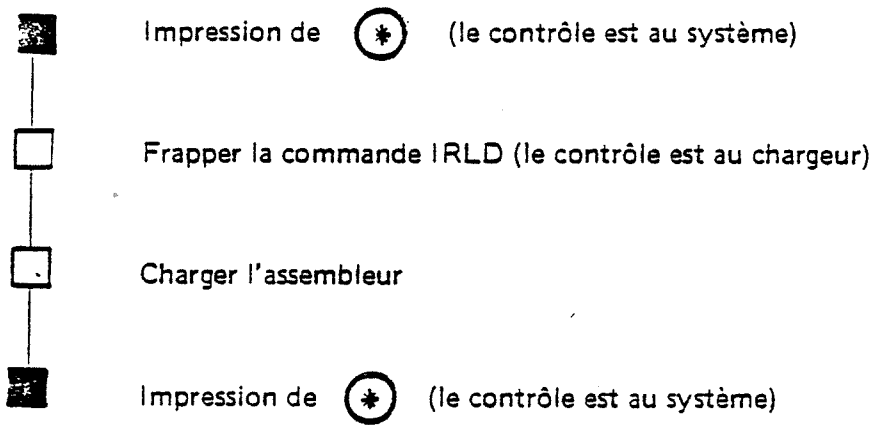 Impression de * (le contrôle est au système)
Frapper la commande IRLD (le contrôle est au chargeur)
Charger l'assembleur
Impression de * (le contrôle est au système)